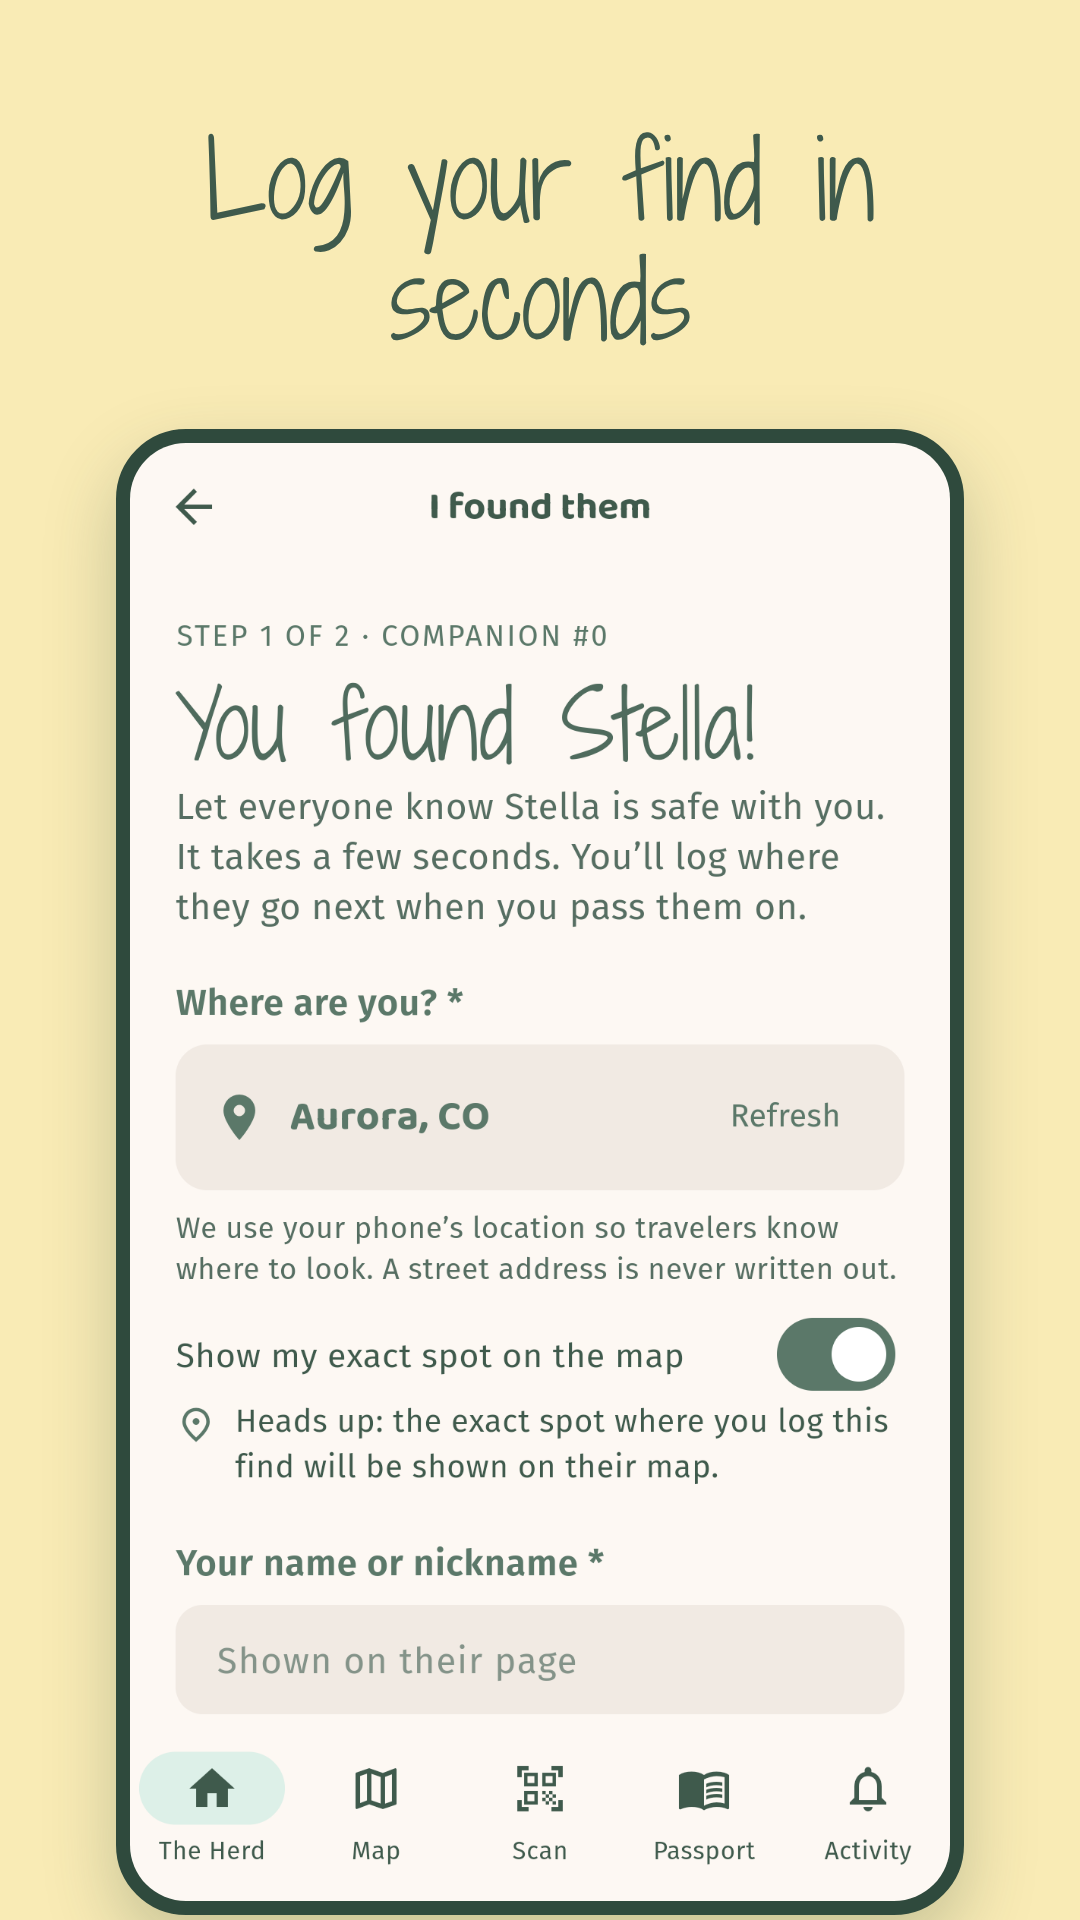 Log your find in
seconds
I found them
STEP 1 OF 2 · COMPANION #0
You found Stella!
Let everyone know Stella is safe with you.
It takes a few seconds. You’ll log where
they go next when you pass them on.
Where are you? *
Aurora, CO
Refresh
We use your phone’s location so travelers know
where to look. A street address is never written out.
Show my exact spot on the map
Heads up: the exact spot where you log this
find will be shown on their map.
Your name or nickname *
Shown on their page
The Herd
Map
Scan
Passport
Activity